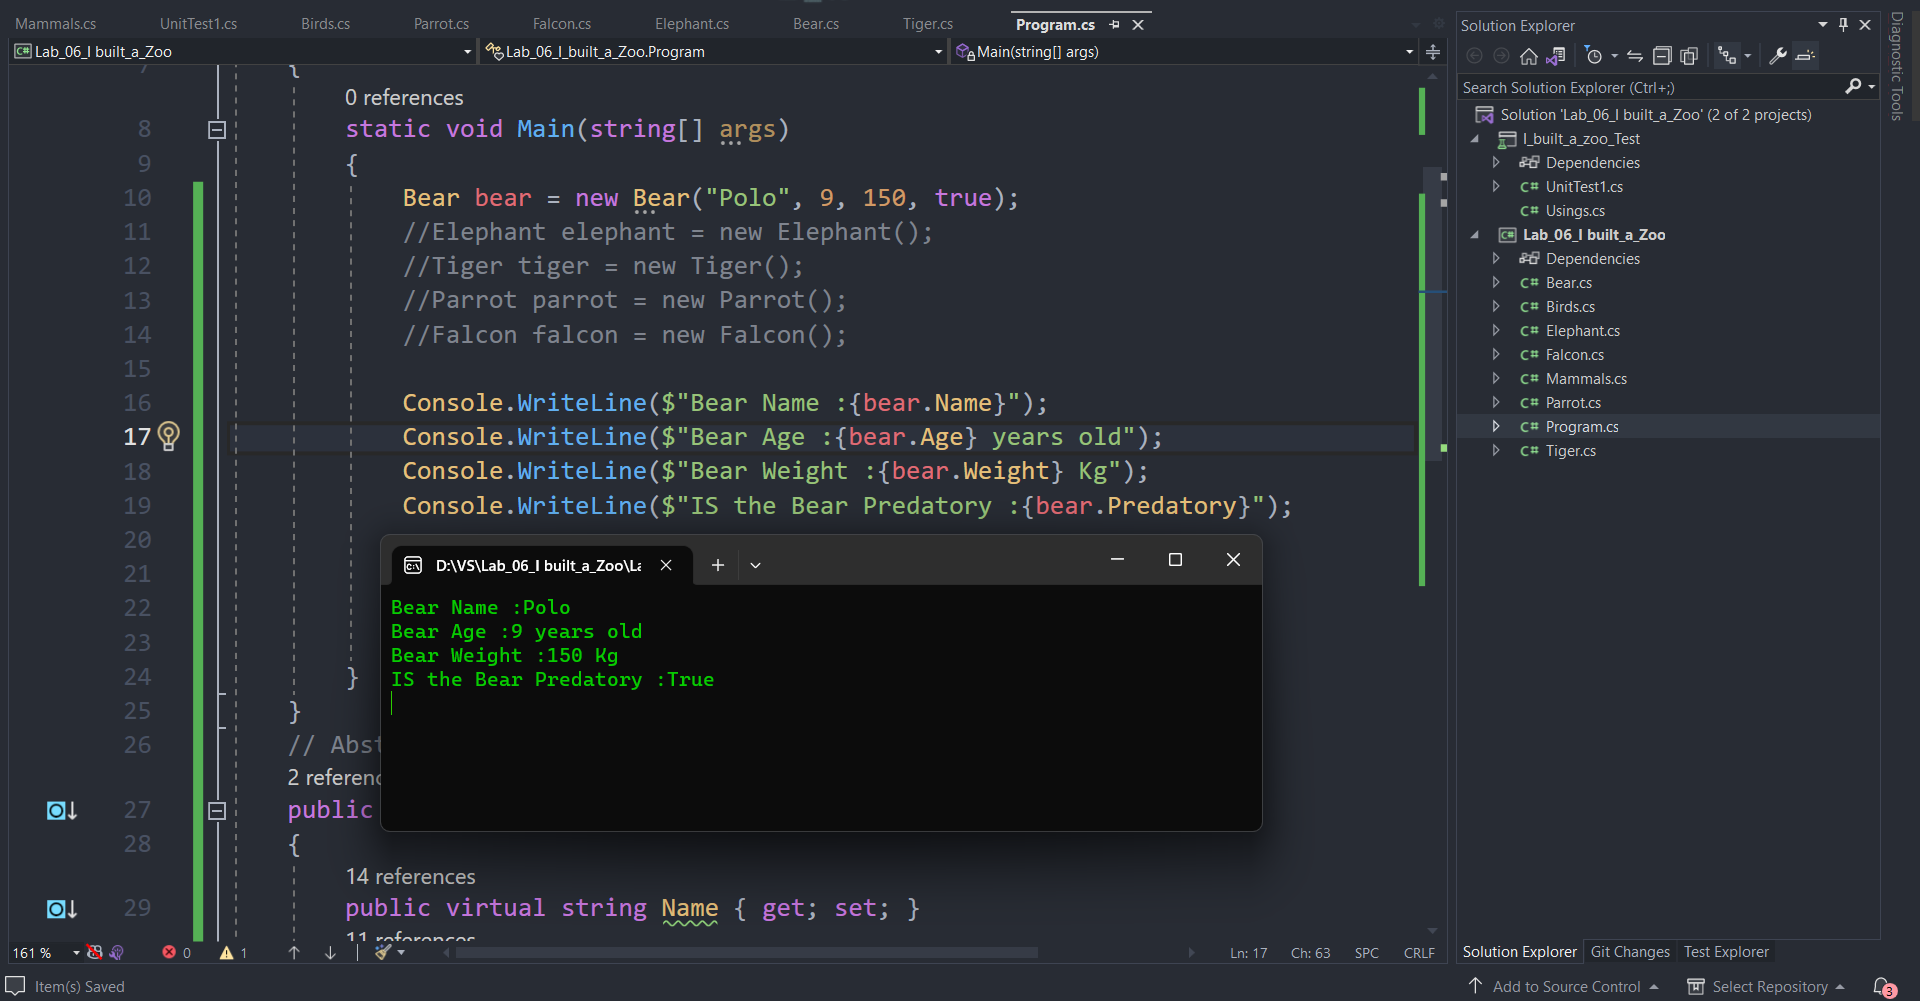 Mammals.cs UnitTest1.cs Birds.cs Parrot.cs Falcon.cs Elephant.cs Bear.cs Tiger.cs Program.cs
Lab_06_I built_a_Zoo Lab_06_I_built_a_Zoo.Program Main(string[] args)
7 {
0 references
8 static void Main(string[] args)
9 {
10 Bear bear = new Bear("Polo", 9, 150, true);
11 //Elephant elephant = new Elephant();
12 //Tiger tiger = new Tiger();
13 //Parrot parrot = new Parrot();
14 //Falcon falcon = new Falcon();
15
16 Console.WriteLine($"Bear Name :{bear.Name}");
17 Console.WriteLine($"Bear Age :{bear.Age} years old");
18 Console.WriteLine($"Bear Weight :{bear.Weight} Kg");
19 Console.WriteLine($"IS the Bear Predatory :{bear.Predatory}");
20
21
22
23
24 }
25 }
26 // Abst
2 referenc
27 public
28 {
14 references
29 public virtual string Name { get; set; }
11 references
D:\VS\Lab_06_I built_a_Zoo\La
Bear Name :Polo
Bear Age :9 years old
Bear Weight :150 Kg
IS the Bear Predatory :True
161 % 0 1 Ln: 17 Ch: 63 SPC CRLF
Item(s) Saved
Solution Explorer
Search Solution Explorer (Ctrl+;)
Solution 'Lab_06_I built_a_Zoo' (2 of 2 projects)
I_built_a_zoo_Test
Dependencies
C# UnitTest1.cs
C# Usings.cs
C# Lab_06_I built_a_Zoo
Dependencies
C# Bear.cs
C# Birds.cs
C# Elephant.cs
C# Falcon.cs
C# Mammals.cs
C# Parrot.cs
C# Program.cs
C# Tiger.cs
Solution Explorer Git Changes Test Explorer
Add to Source Control Select Repository 3
Diagnostic Tools